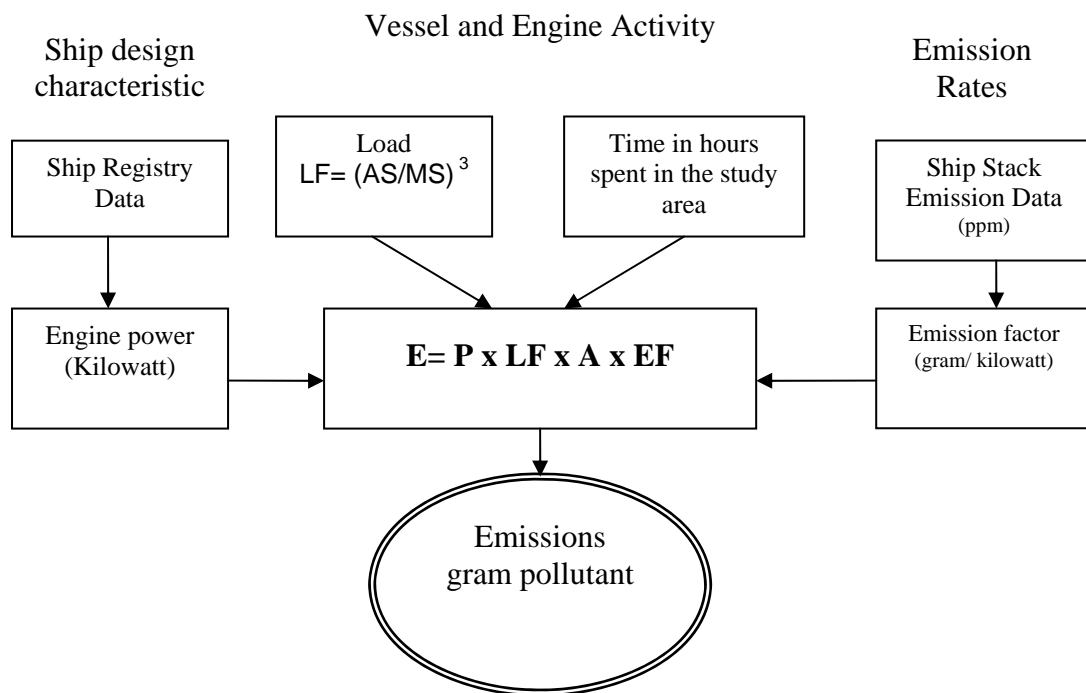 Vessel and Engine Activity
Ship design
characteristic
Emission
Rates
Ship Registry
Data
Load
LF= (AS/MS) ³
Time in hours
spent in the study
area
Ship Stack
Emission Data
(ppm)
Engine power
(Kilowatt)
E= P x LF x A x EF
Emission factor
(gram/ kilowatt)
Emissions
gram pollutant